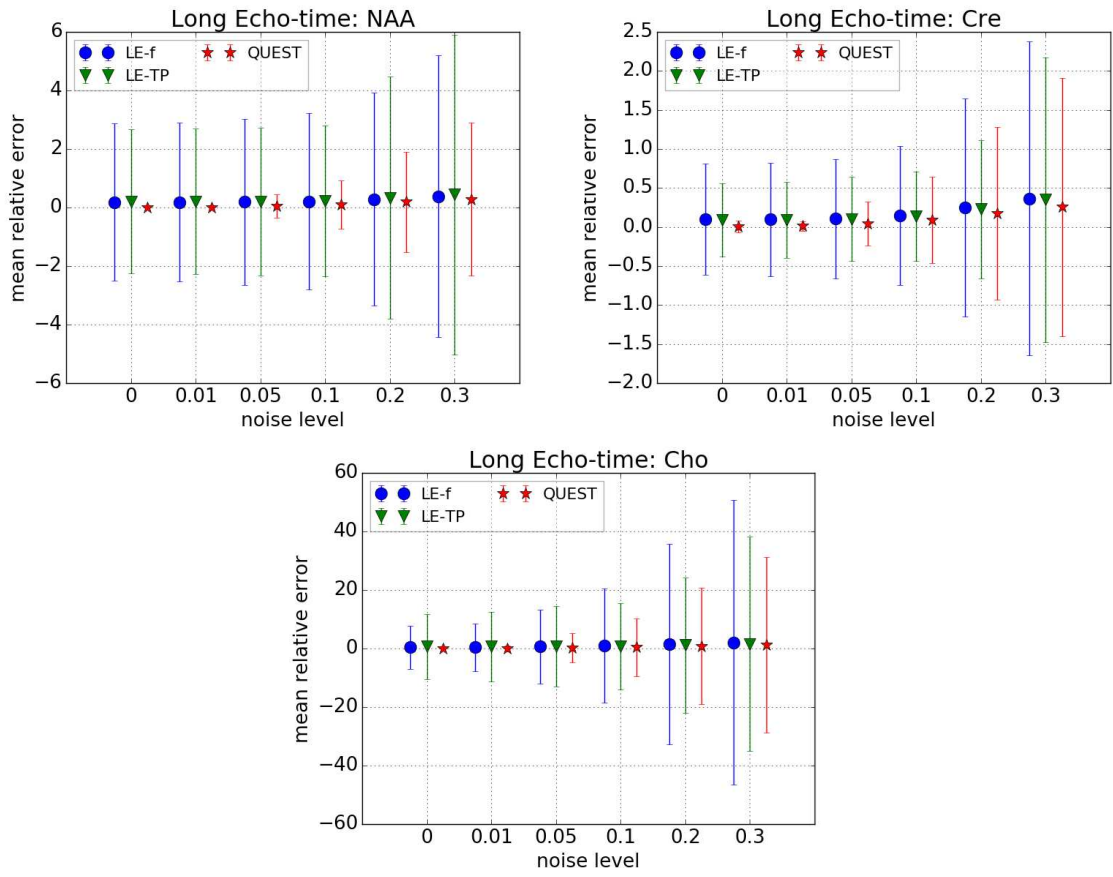 Long Echo-time: NAA
LE-f QUEST
LE-TP
6
4
2
0
−2
−4
−6
mean relative error
0 0.01 0.05 0.1 0.2 0.3
noise level
Long Echo-time: Cre
LE-f QUEST
LE-TP
2.5
2.0
1.5
1.0
0.5
0.0
−0.5
−1.0
−1.5
−2.0
mean relative error
0 0.01 0.05 0.1 0.2 0.3
noise level
Long Echo-time: Cho
LE-f QUEST
LE-TP
60
40
20
0
−20
−40
−60
mean relative error
0 0.01 0.05 0.1 0.2 0.3
noise level